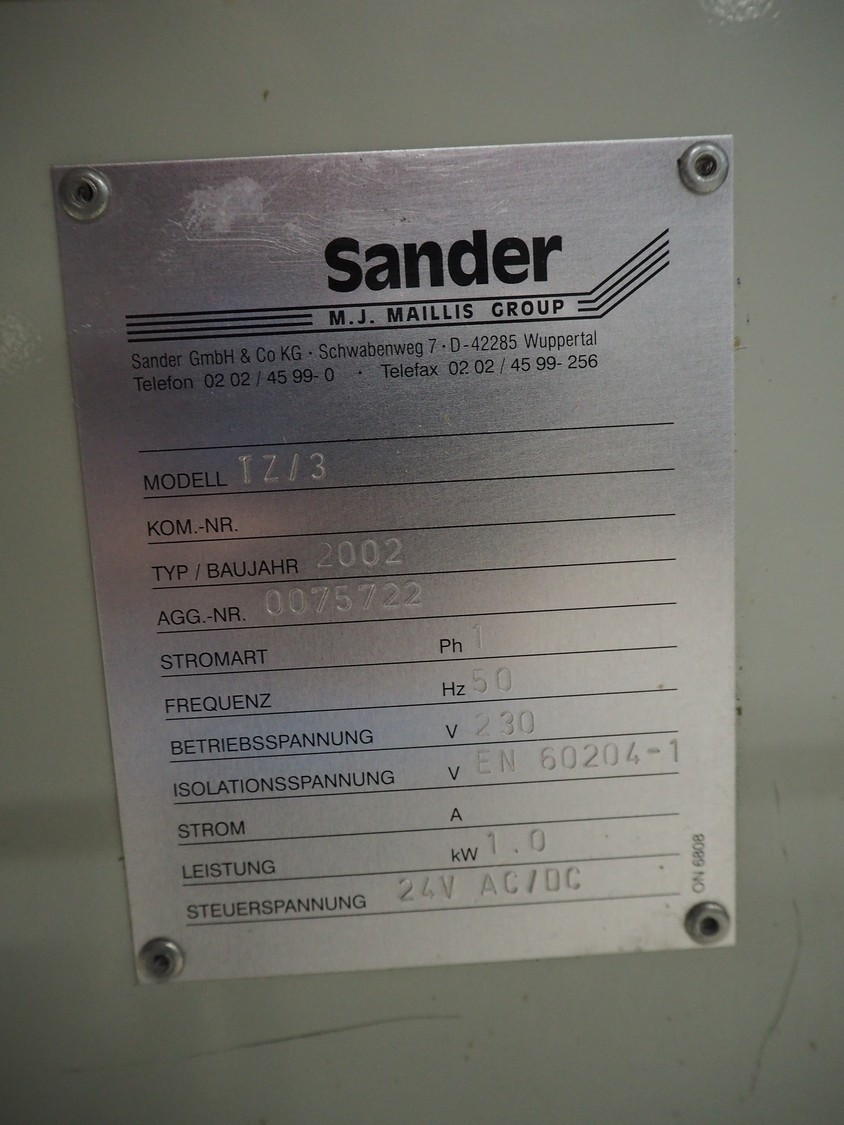 Sander
M.J. MAILLIS GROUP
Sander GmbH & Co KG · Schwabenweg 7 · D-42285 Wuppertal
Telefon 02 02 / 45 99- 0 · Telefax 02 02 / 45 99- 256
MODELL TZ/3
KOM.-NR.
TYP / BAUJAHR 2002
AGG.-NR. 0075722
STROMART Ph 1
FREQUENZ Hz 50
BETRIEBSSPANNUNG V 230
ISOLATIONSSPANNUNG V EN 60204-1
STROM A
LEISTUNG kW 1.0
STEUERSPANNUNG 24V AC/DC
ON 6808